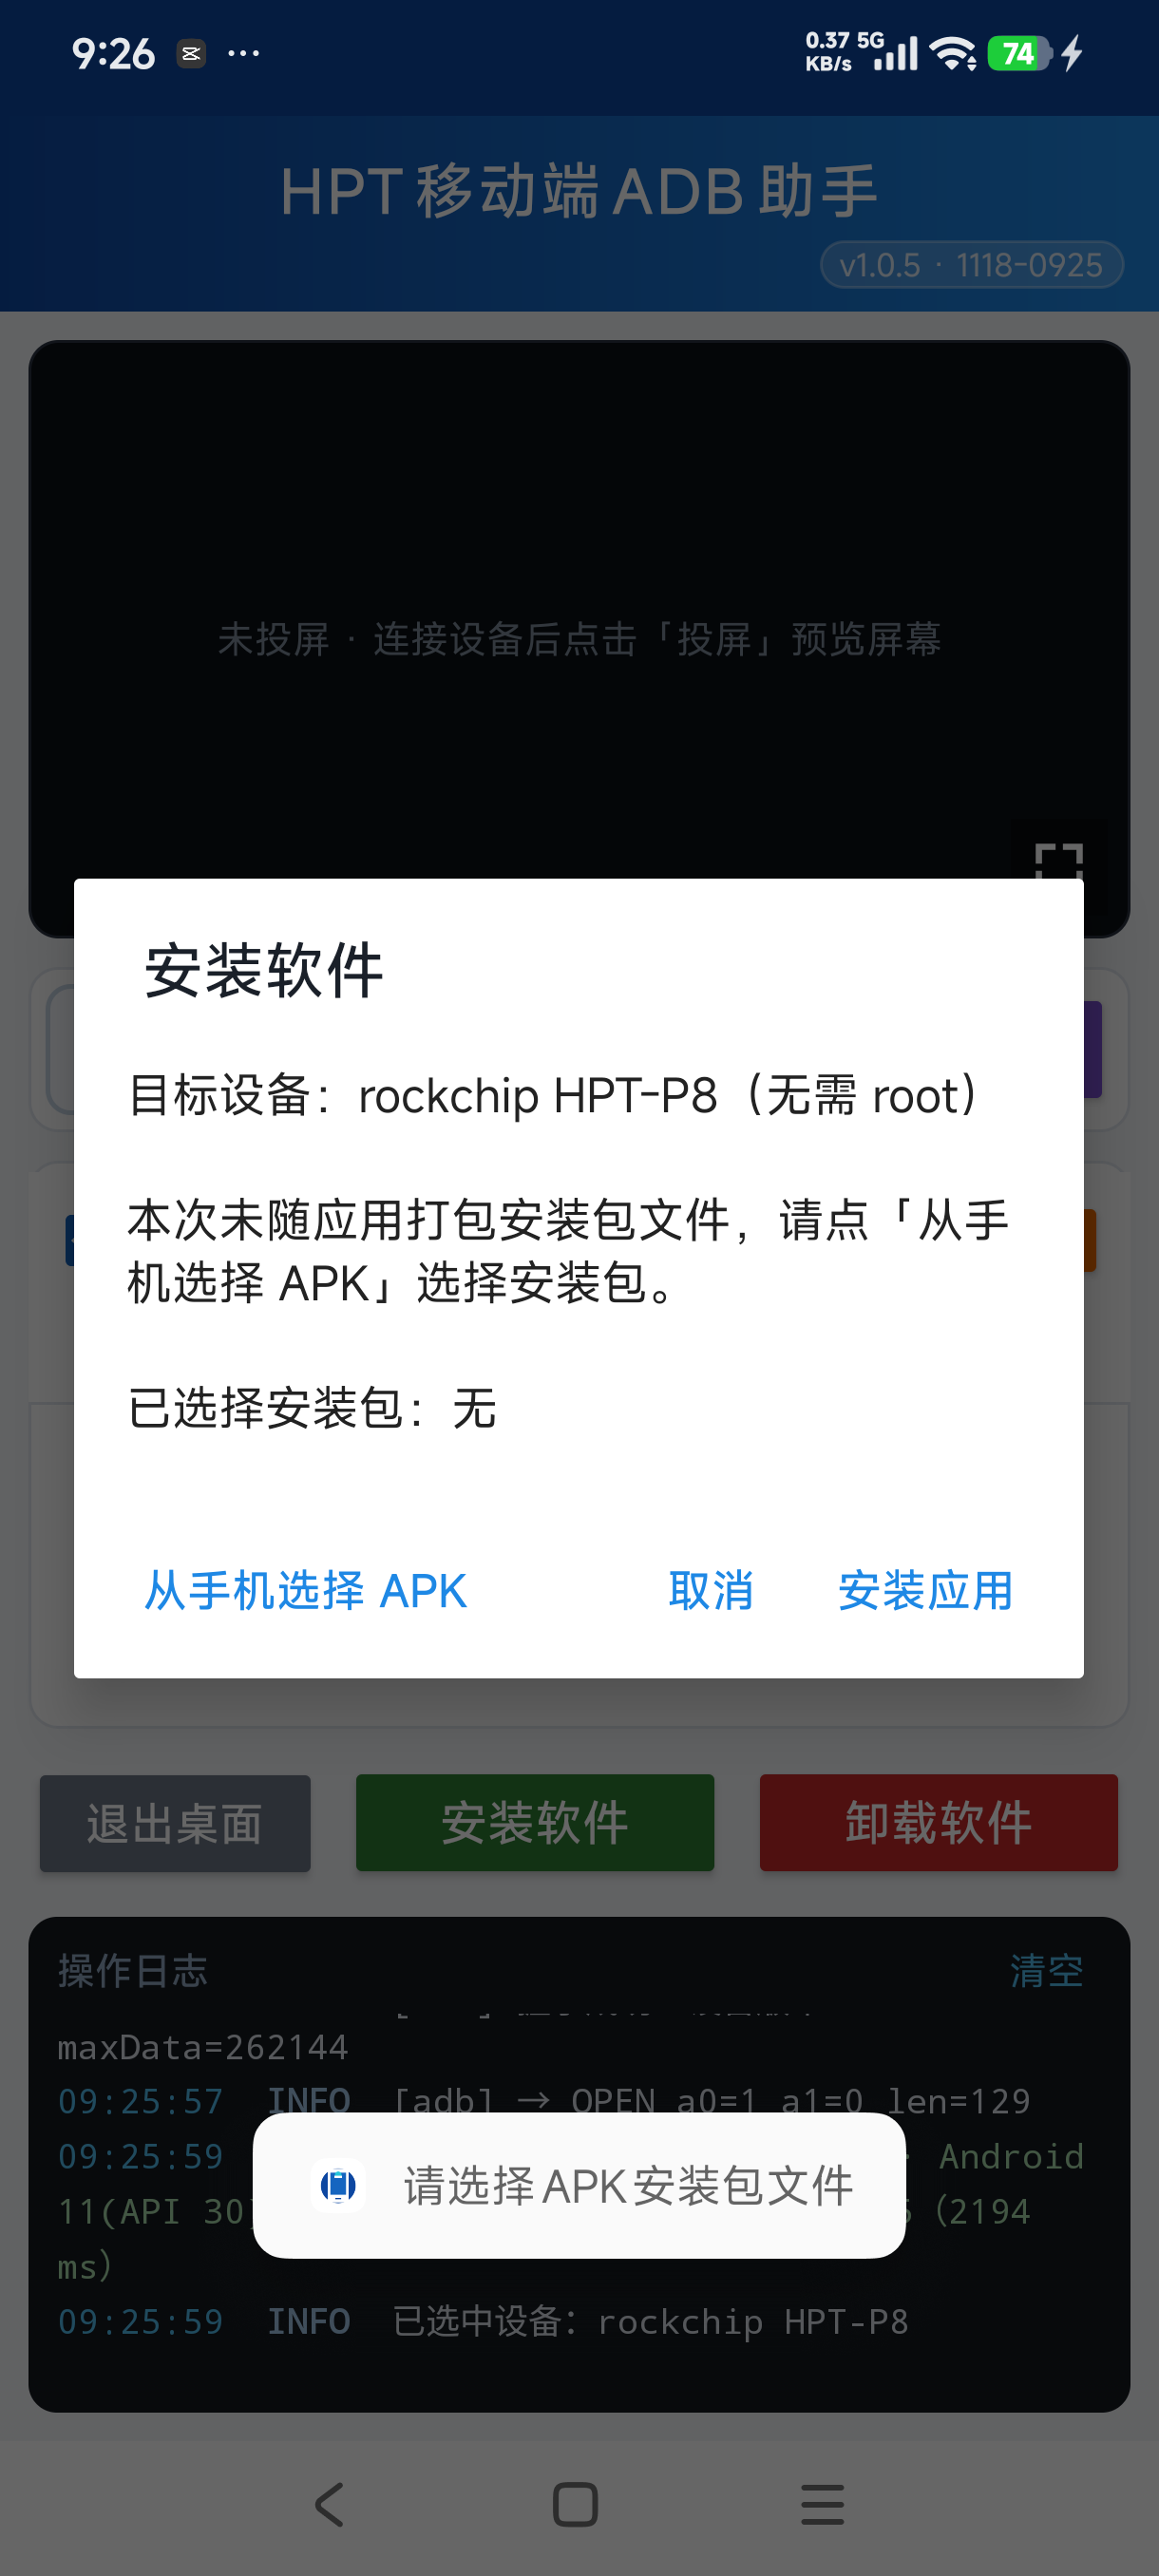 9:26 ··· 0.37 KB/s 5G 74
HPT 移动端 ADB 助手
v1.0.5 · 1118-0925
未投屏 · 连接设备后点击「投屏」预览屏幕
安装软件
目标设备：rockchip HPT-P8（无需 root）
本次未随应用打包安装包文件，请点「从手
机选择 APK」选择安装包。
已选择安装包：无
从手机选择 APK 取消 安装应用
退出桌面 安装软件 卸载软件
操作日志 清空
maxData=262144
09:25:57 INFO [adb] → OPEN a0=1 a1=0 len=129
09:25:59 Android
11(API 30) （2194
ms）
请选择 APK 安装包文件
09:25:59 INFO 已选中设备：rockchip HPT-P8